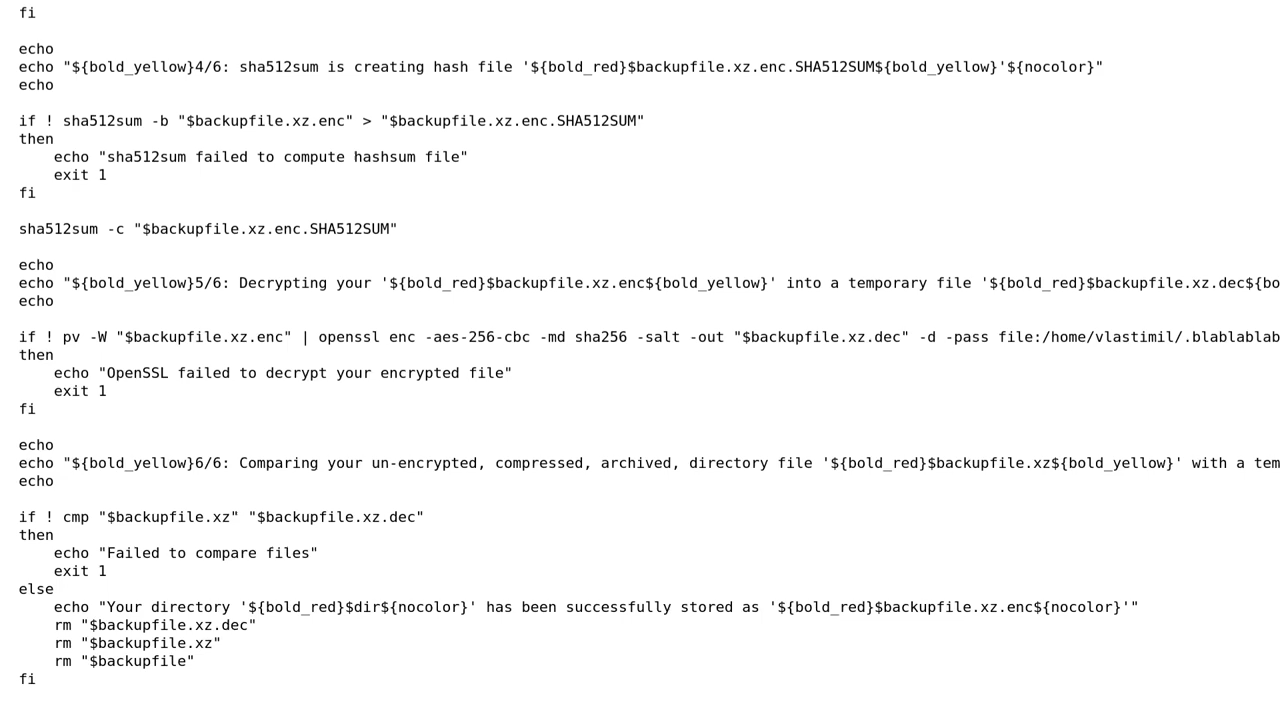 fi
echo
echo "${bold_yellow}4/6: sha512sum is creating hash file '${bold_red}$backupfile.xz.enc.SHA512SUM${bold_yellow}'${nocolor}"
echo
if ! sha512sum -b "$backupfile.xz.enc" > "$backupfile.xz.enc.SHA512SUM"
then
    echo "sha512sum failed to compute hashsum file"
    exit 1
fi
sha512sum -c "$backupfile.xz.enc.SHA512SUM"
echo
echo "${bold_yellow}5/6: Decrypting your '${bold_red}$backupfile.xz.enc${bold_yellow}' into a temporary file '${bold_red}$backupfile.xz.dec${bo
echo
if ! pv -W "$backupfile.xz.enc" | openssl enc -aes-256-cbc -md sha256 -salt -out "$backupfile.xz.dec" -d -pass file:/home/vlastimil/.blablablab
then
    echo "OpenSSL failed to decrypt your encrypted file"
    exit 1
fi
echo
echo "${bold_yellow}6/6: Comparing your un-encrypted, compressed, archived, directory file '${bold_red}$backupfile.xz${bold_yellow}' with a tem
echo
if ! cmp "$backupfile.xz" "$backupfile.xz.dec"
then
    echo "Failed to compare files"
    exit 1
else
    echo "Your directory '${bold_red}$dir${nocolor}' has been successfully stored as '${bold_red}$backupfile.xz.enc${nocolor}'"
    rm "$backupfile.xz.dec"
    rm "$backupfile.xz"
    rm "$backupfile"
fi